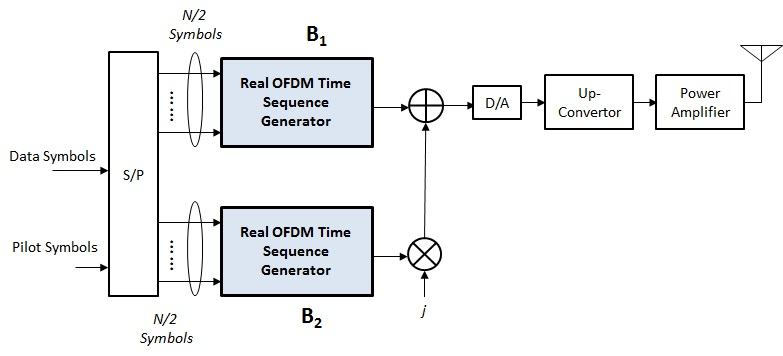 N/2
Symbols
B1
Real OFDM Time
Sequence
Generator
D/A
Up-
Convertor
Power
Amplifier
Data Symbols
S/P
Pilot Symbols
Real OFDM Time
Sequence
Generator
B2
j
N/2
Symbols